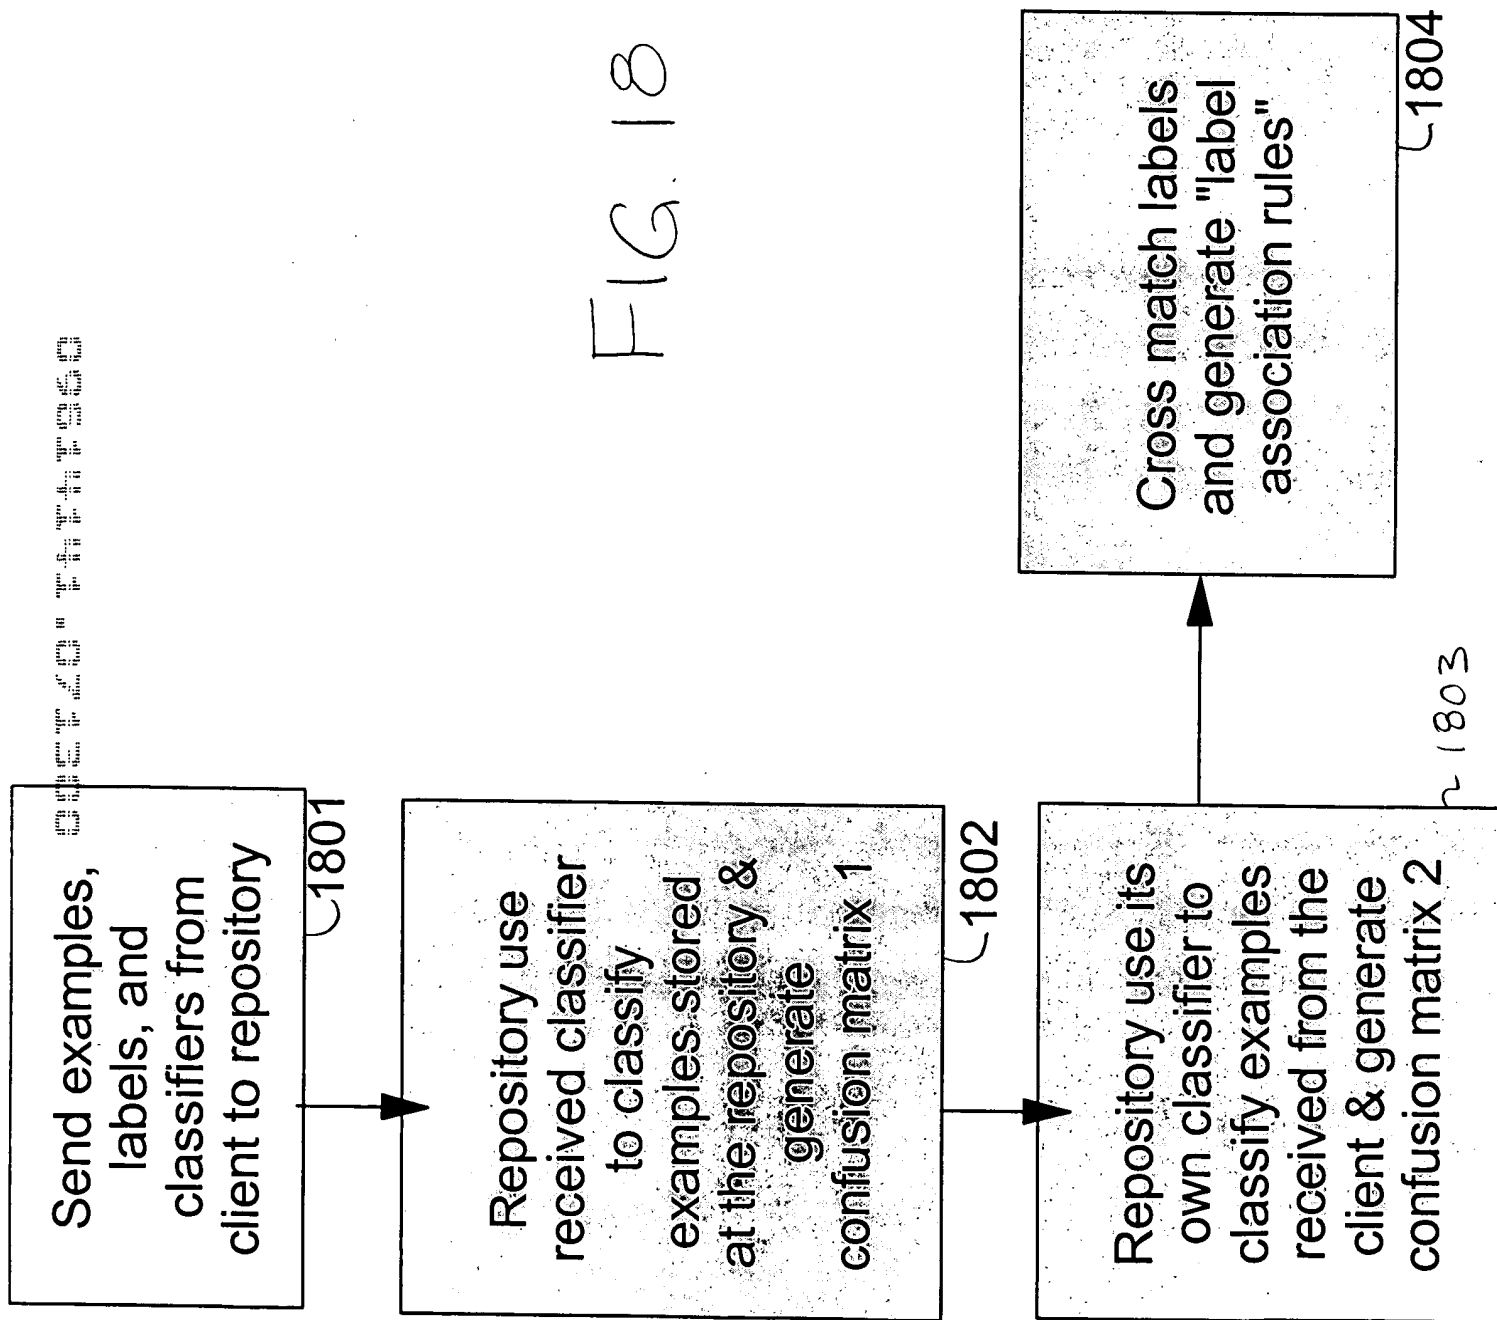 Send examples,
labels, and
classifiers from
client to repository
1801
Repository use
received classifier
to classify
examples stored
at the repository &
generate
confusion matrix 1
1802
Repository use its
own classifier to
classify examples
received from the
client & generate
confusion matrix 2
1803
Cross match labels
and generate "label
association rules"
1804
FIG. 18